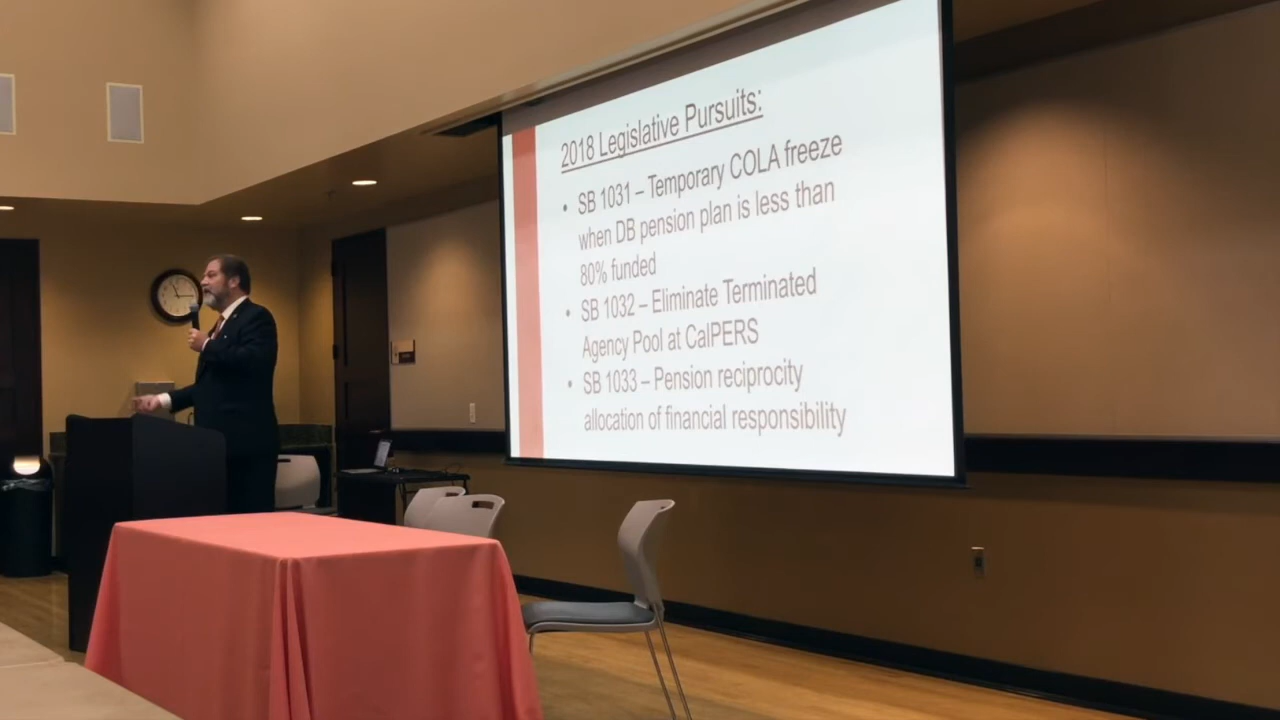 2018 Legislative Pursuits:
• SB 1031 – Temporary COLA freeze
when DB pension plan is less than
80% funded
• SB 1032 – Eliminate Terminated
Agency Pool at CalPERS
• SB 1033 – Pension reciprocity
allocation of financial responsibility